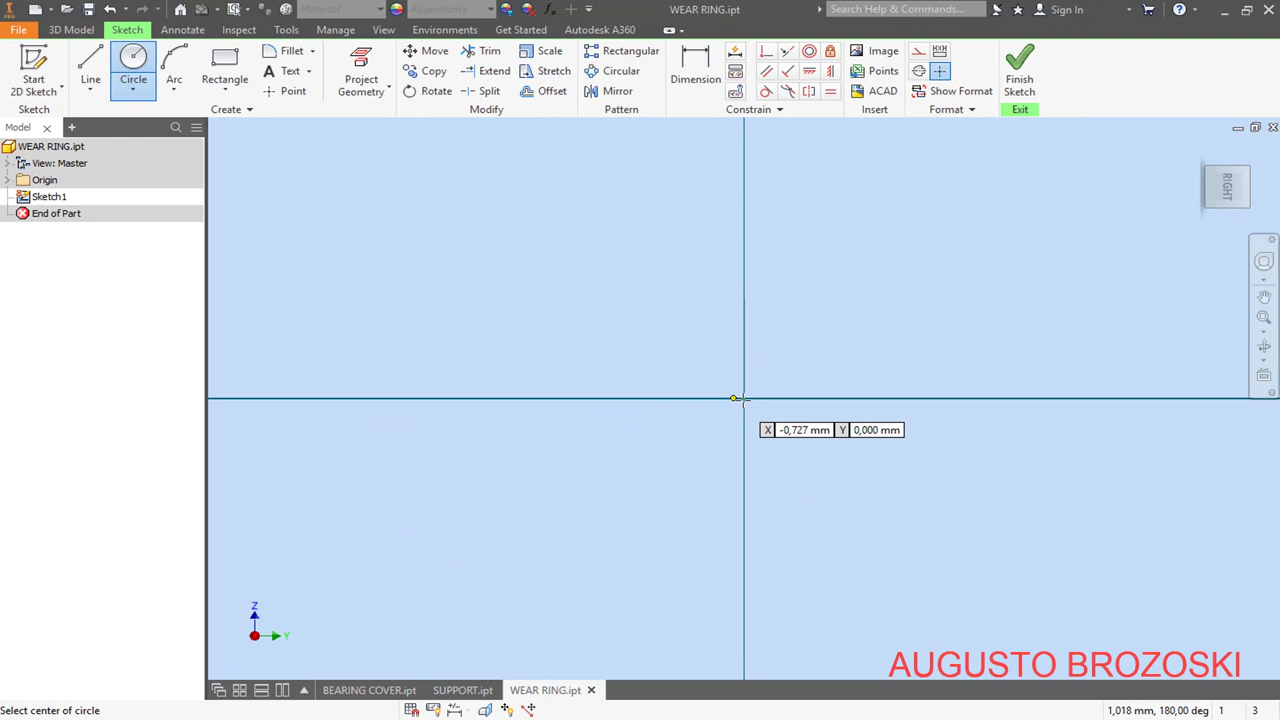 Material
Appearance
WEAR RING.ipt
Search Help & Commands...
Sign In
PRO
File
3D Model
Sketch
Annotate
Inspect
Tools
Manage
View
Environments
Get Started
Autodesk A360
Start
2D Sketch
Line
Circle
Arc
Rectangle
Fillet
Text
Point
Project
Geometry
Move
Copy
Rotate
Trim
Extend
Split
Scale
Stretch
Offset
Rectangular
Circular
Mirror
Dimension
Image
Points
ACAD
Show Format
Finish
Sketch
Sketch
Create
Modify
Pattern
Constrain
Insert
Format
Exit
Model
WEAR RING.ipt
View: Master
Origin
Sketch1
End of Part
RIGHT
X -0,727 mm Y 0,000 mm
Z
Y
AUGUSTO BROZOSKI
BEARING COVER.ipt
SUPPORT.ipt
WEAR RING.ipt
Select center of circle
1,018 mm, 180,00 deg 1 3